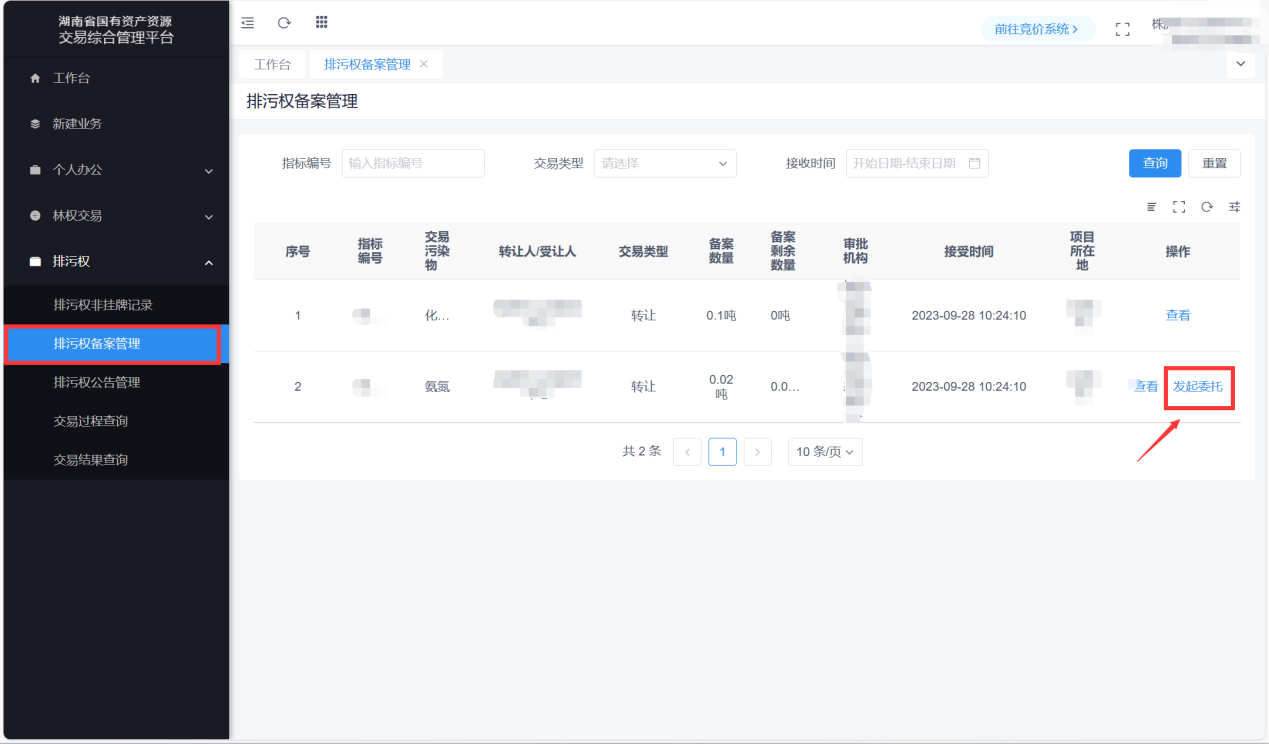 湖南省国有资产资源
交易综合管理平台
工作台
新建业务
个人办公
林权交易
排污权
排污权非挂牌记录
排污权备案管理
排污权公告管理
交易过程查询
交易结果查询
前往竞价系统
株
工作台
排污权备案管理 ×
排污权备案管理
指标编号 输入指标编号 交易类型 请选择 接收时间 开始日期-结束日期 查询 重置
序号 指标编号 交易污染物 转让人/受让人 交易类型 备案数量 备案剩余数量 审批机构 接受时间 项目所在地 操作
1 化... 转让 0.1吨 0吨 2023-09-28 10:24:10 查看
2 氨氮 转让 0.02吨 0.0... 2023-09-28 10:24:10 查看 发起委托
共 2 条 < 1 > 10 条/页